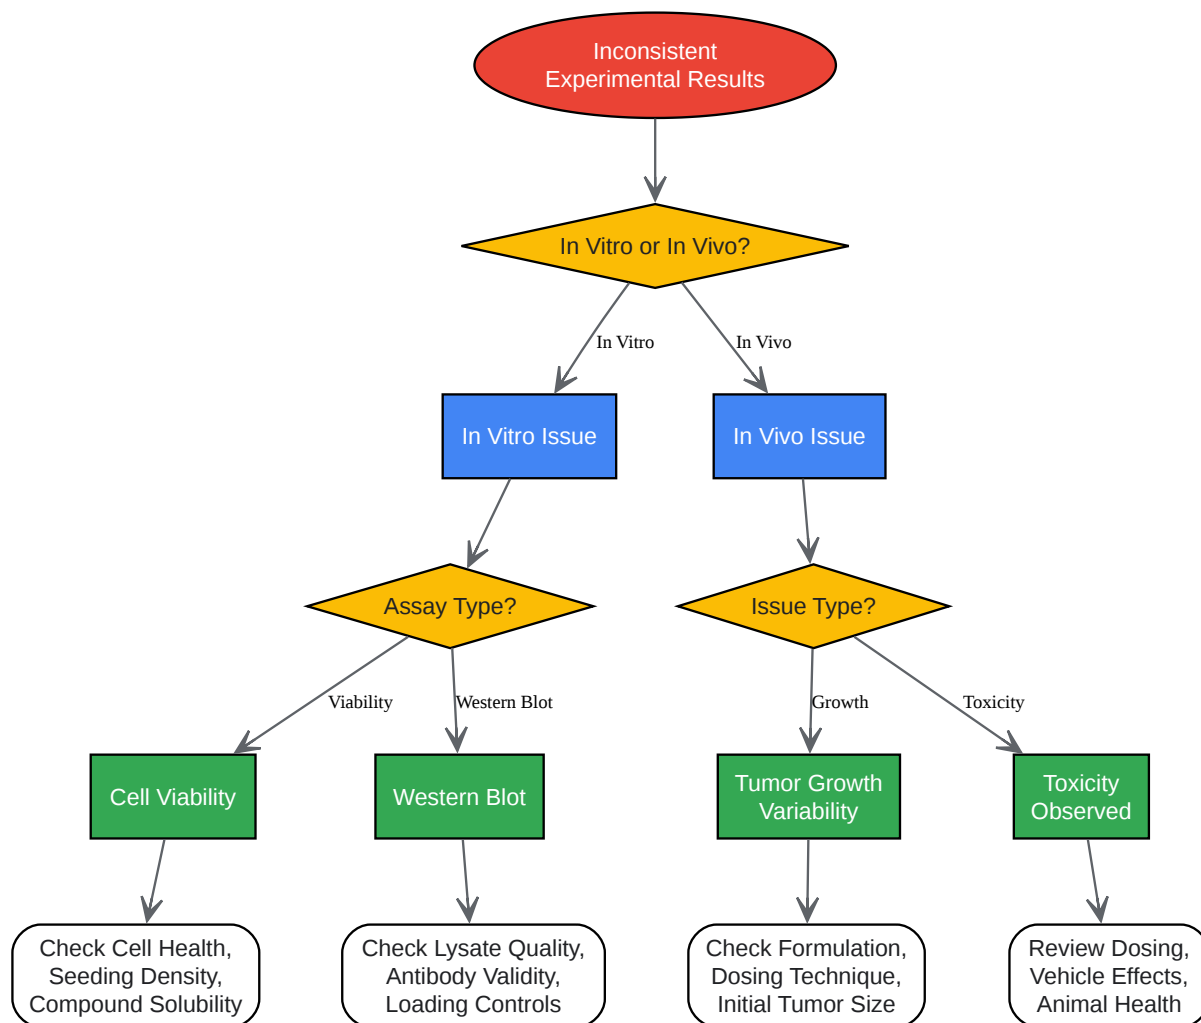 Inconsistent
Experimental Results
In Vitro or In Vivo?
In Vitro
In Vivo
In Vitro Issue
In Vivo Issue
Assay Type?
Issue Type?
Viability
Western Blot
Growth
Toxicity
Cell Viability
Western Blot
Tumor Growth
Variability
Toxicity
Observed
Check Cell Health,
Seeding Density,
Compound Solubility
Check Lysate Quality,
Antibody Validity,
Loading Controls
Check Formulation,
Dosing Technique,
Initial Tumor Size
Review Dosing,
Vehicle Effects,
Animal Health